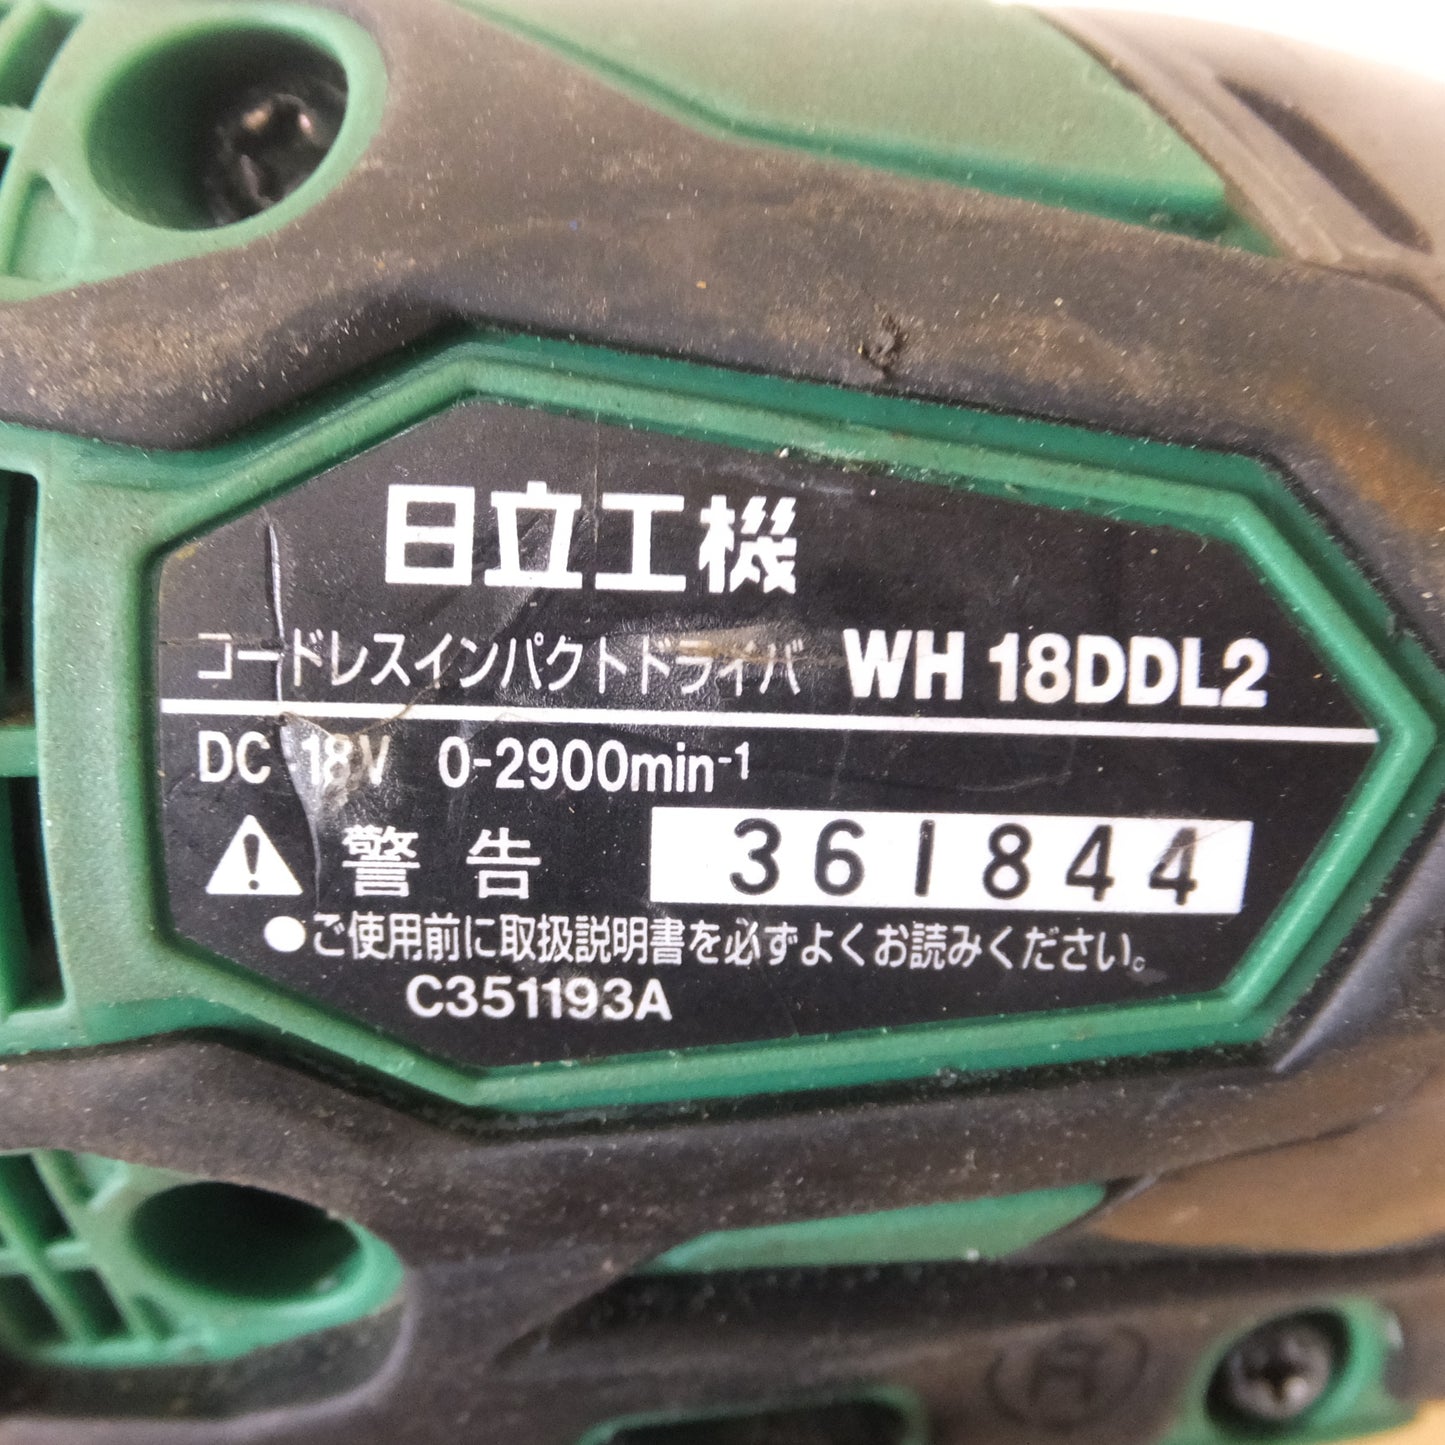 日立工機
コードレスインパクトドライバ WH 18DDL2
DC 18V 0-2900min⁻¹
警告 361844
●ご使用前に取扱説明書を必ずよくお読みください。
C351193A